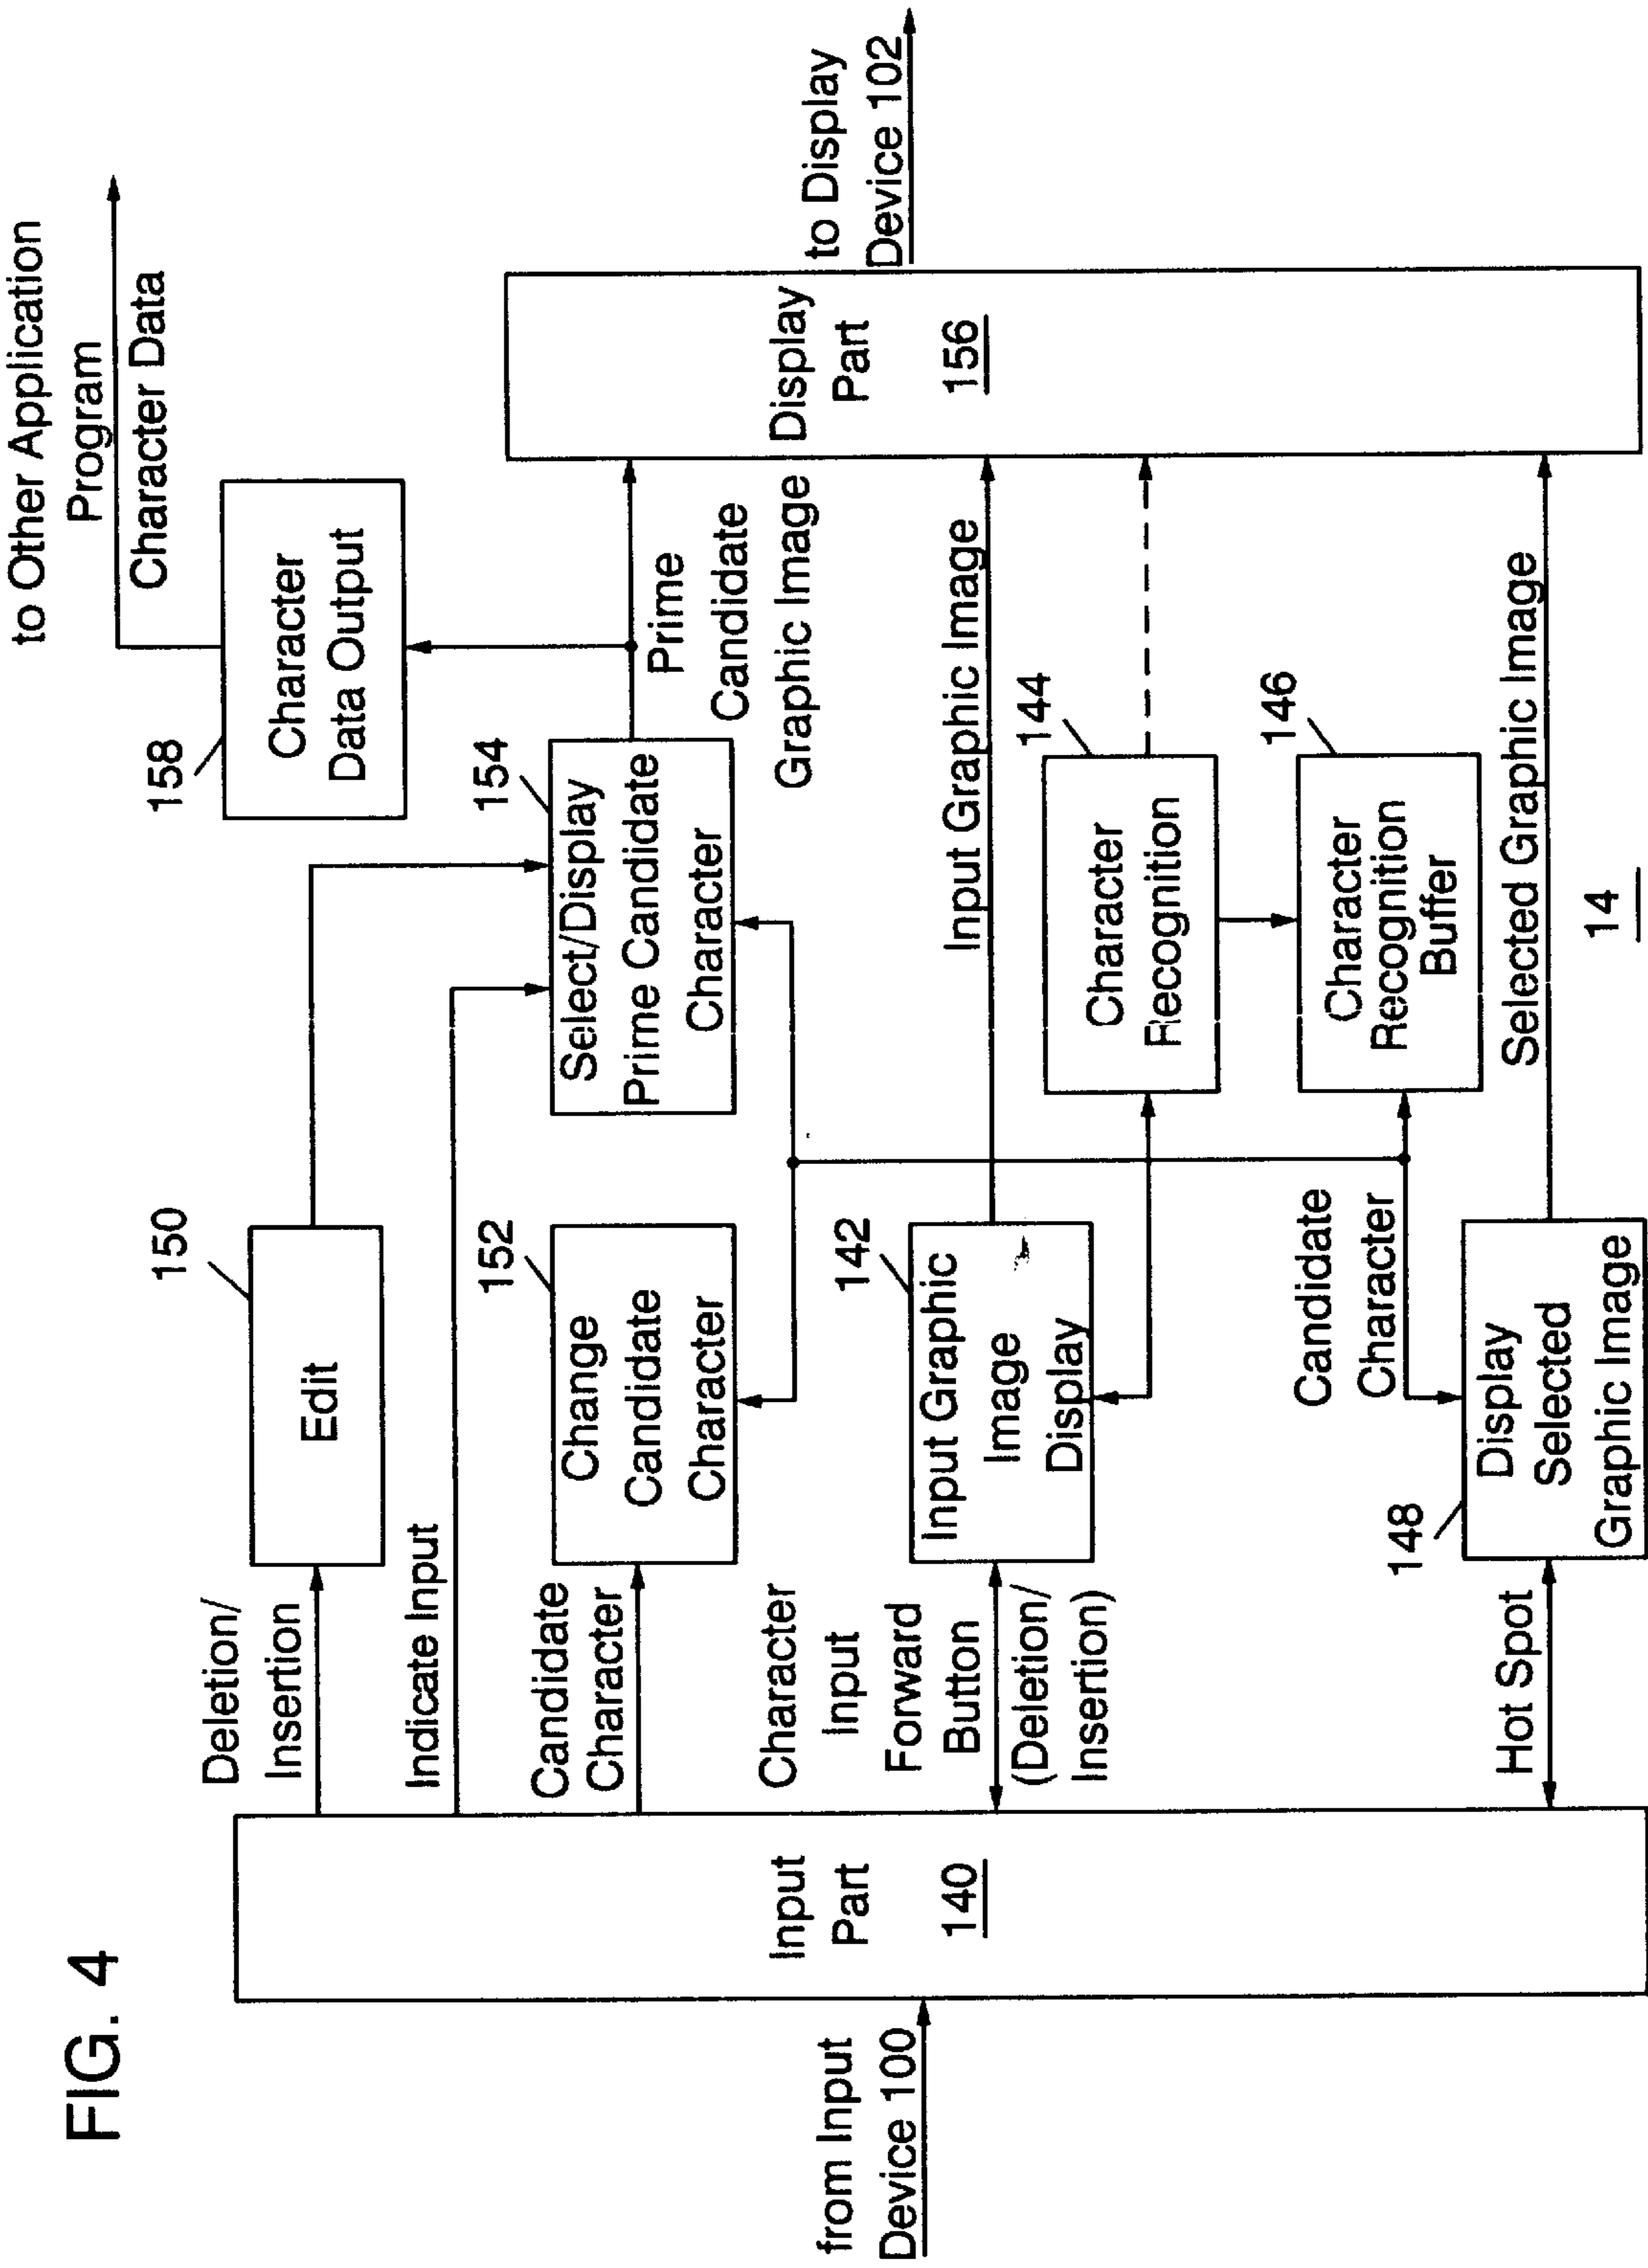 FIG. 4
to Other Application
Program
Character Data
158
Character
Data Output
150
Edit
Deletion/
Insertion
Indicate Input
154
Select/Display
Prime Candidate
Character
Prime
Candidate
Graphic Image
152
Change
Candidate
Character
Candidate
Character
from Input
Device 100
Input
Part
140
Character
Input
Forward
Button
(Deletion/
Insertion)
142
Input Graphic
Image
Display
Input Graphic Image
Display
Part
156
to Display
Device 102
144
Character
Recognition
146
Character
Recognition
Buffer
Candidate
Character
Hot Spot
148
Display
Selected
Graphic Image
Selected Graphic Image
14